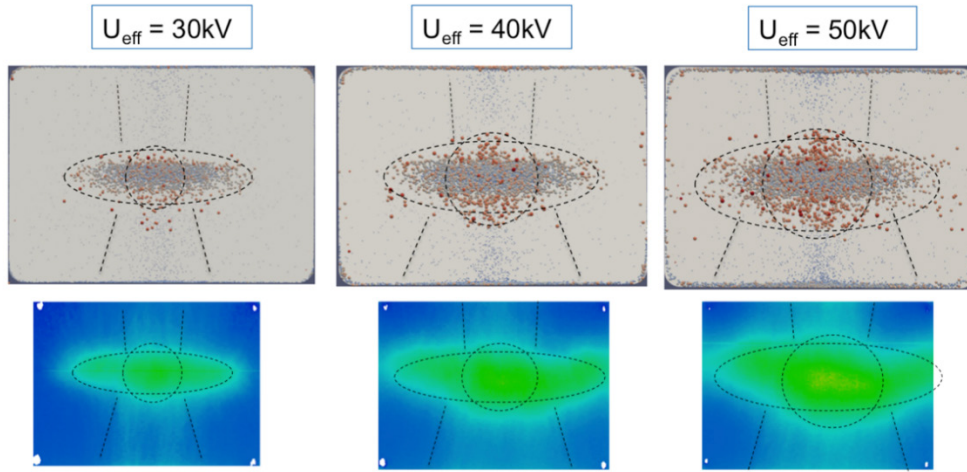 U_eff = 30kV
U_eff = 40kV
U_eff = 50kV